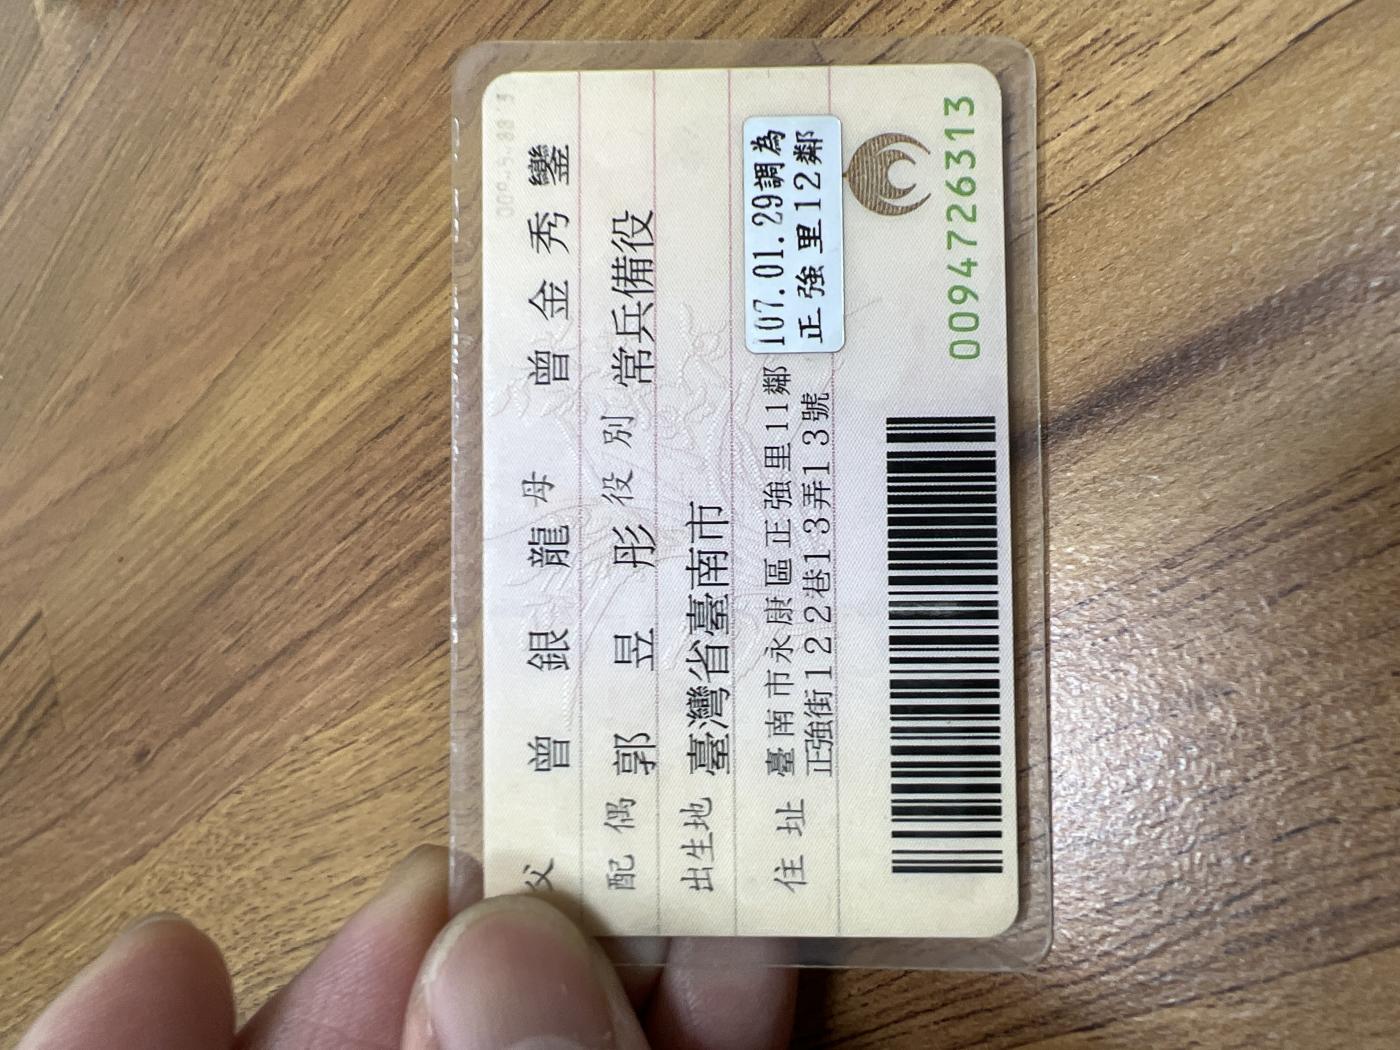 父 曾銀龍 母 曾金秀鑾
配偶 郭昱彤 役別 常兵備役
出生地 臺灣省臺南市
住址 臺南市永康區正強里11鄰
正強街122巷13弄13號
107.01.29調為
正強里12鄰
0094726313